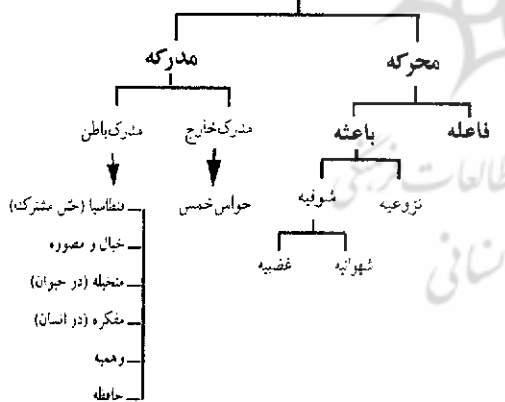 مدرکه
محرکه
مدرک باطن
مدرک خارج
باعثه
فاعله
فنطاسیا (حس مشترک)
حواس خمس
شوقیه
نزوعیه
خیال و مصوره
غضبیه
شهوانیه
متخیله (در حیوان)
مفکره (در انسان)
وهمیه
حافظه